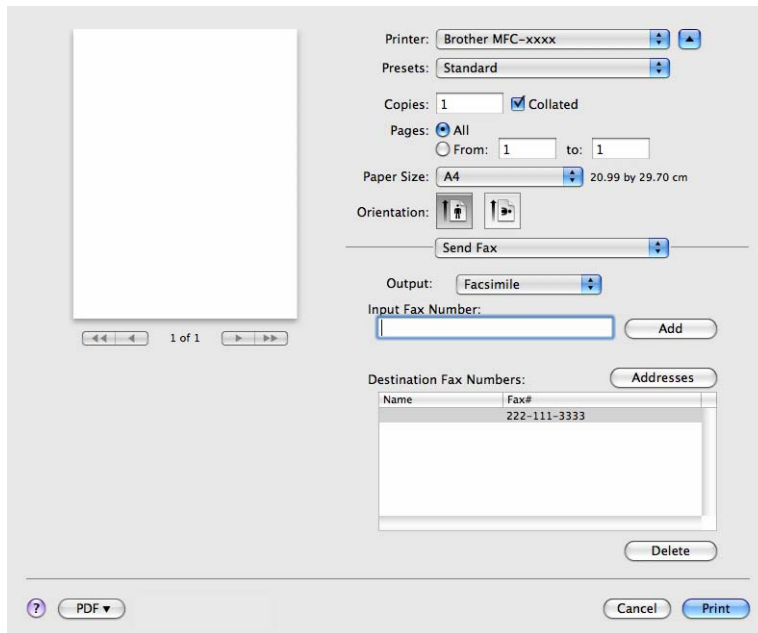 Printer: Brother MFC-xxxx
Presets: Standard
Copies: 1 Collated
Pages: All
From: 1 to: 1
Paper Size: A4 20.99 by 29.70 cm
Orientation:
Send Fax
Output: Facsimile
Input Fax Number:
Add
1 of 1
Destination Fax Numbers: Addresses
Name Fax#
222-111-3333
Delete
? PDF Cancel Print